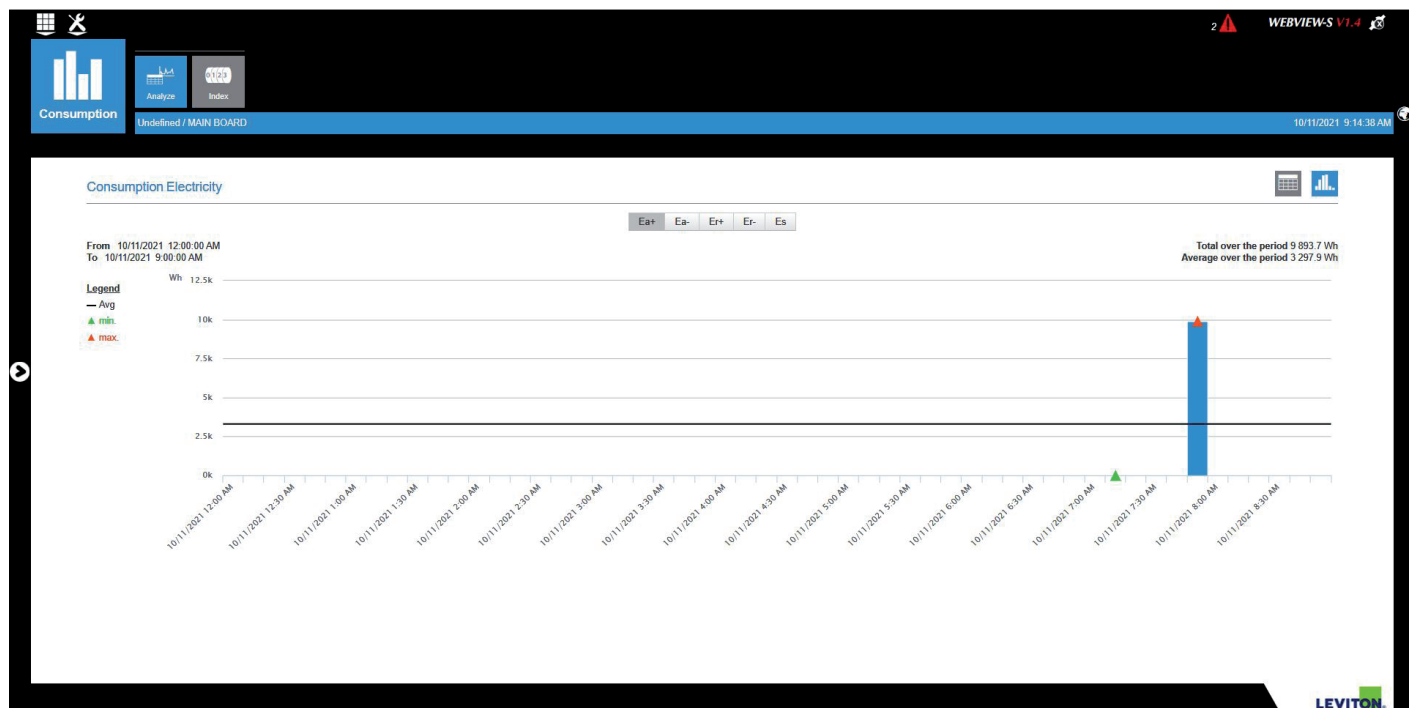 2
WEBVIEW-S V1.4
0 1 2 3
Analyze
Index
Consumption
Undefined / MAIN BOARD
10/11/2021 9:14:38 AM
Consumption Electricity
Ea+ Ea- Er+ Er- Es
From 10/11/2021 12:00:00 AM
To 10/11/2021 9:00:00 AM
Total over the period 9 893.7 Wh
Average over the period 3 297.9 Wh
Legend
Avg
min.
max.
Wh
12.5k
10k
7.5k
5k
2.5k
0k
10/11/2021 12:00 AM
10/11/2021 12:30 AM
10/11/2021 1:00 AM
10/11/2021 1:30 AM
10/11/2021 2:00 AM
10/11/2021 2:30 AM
10/11/2021 3:00 AM
10/11/2021 3:30 AM
10/11/2021 4:00 AM
10/11/2021 4:30 AM
10/11/2021 5:00 AM
10/11/2021 5:30 AM
10/11/2021 6:00 AM
10/11/2021 6:30 AM
10/11/2021 7:00 AM
10/11/2021 7:30 AM
10/11/2021 8:00 AM
10/11/2021 8:30 AM
LEVITON